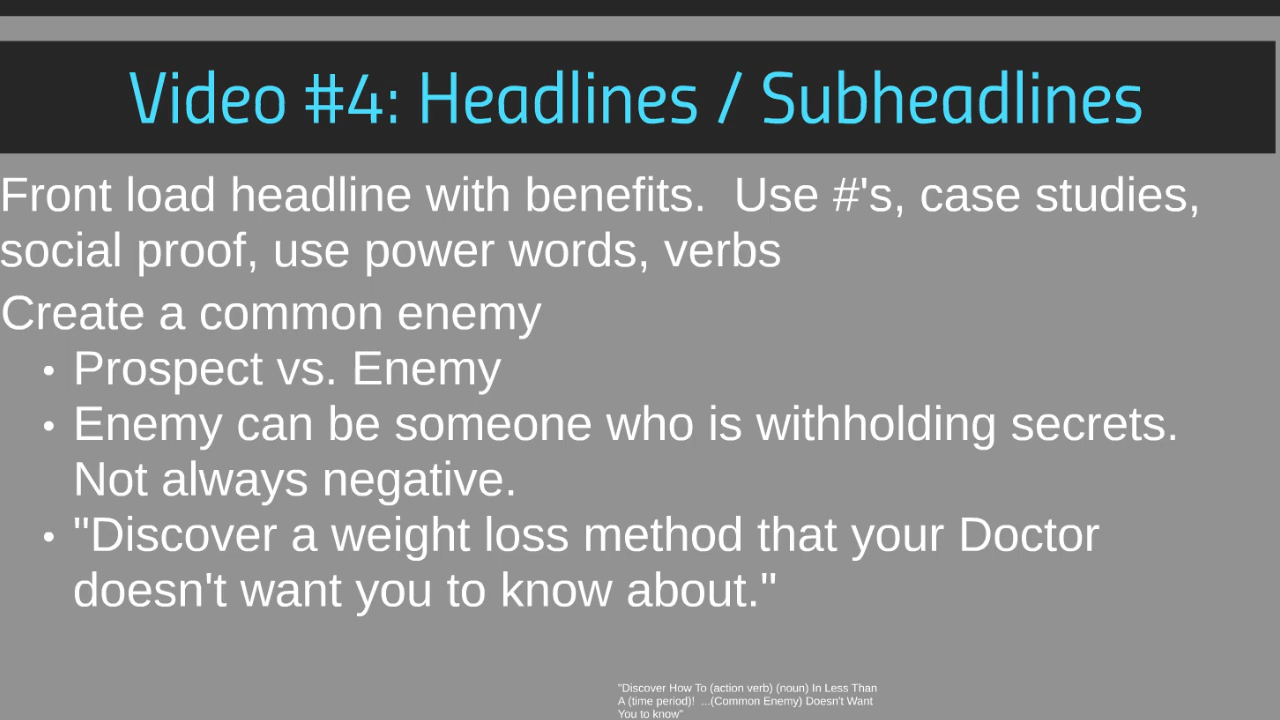 Video #4: Headlines / Subheadlines
Front load headline with benefits.  Use #'s, case studies,
social proof, use power words, verbs
Create a common enemy
• Prospect vs. Enemy
• Enemy can be someone who is withholding secrets.
Not always negative.
• "Discover a weight loss method that your Doctor
doesn't want you to know about."
"Discover How To (action verb) (noun) In Less Than
A (time period)!  ...(Common Enemy) Doesn't Want
You to know"